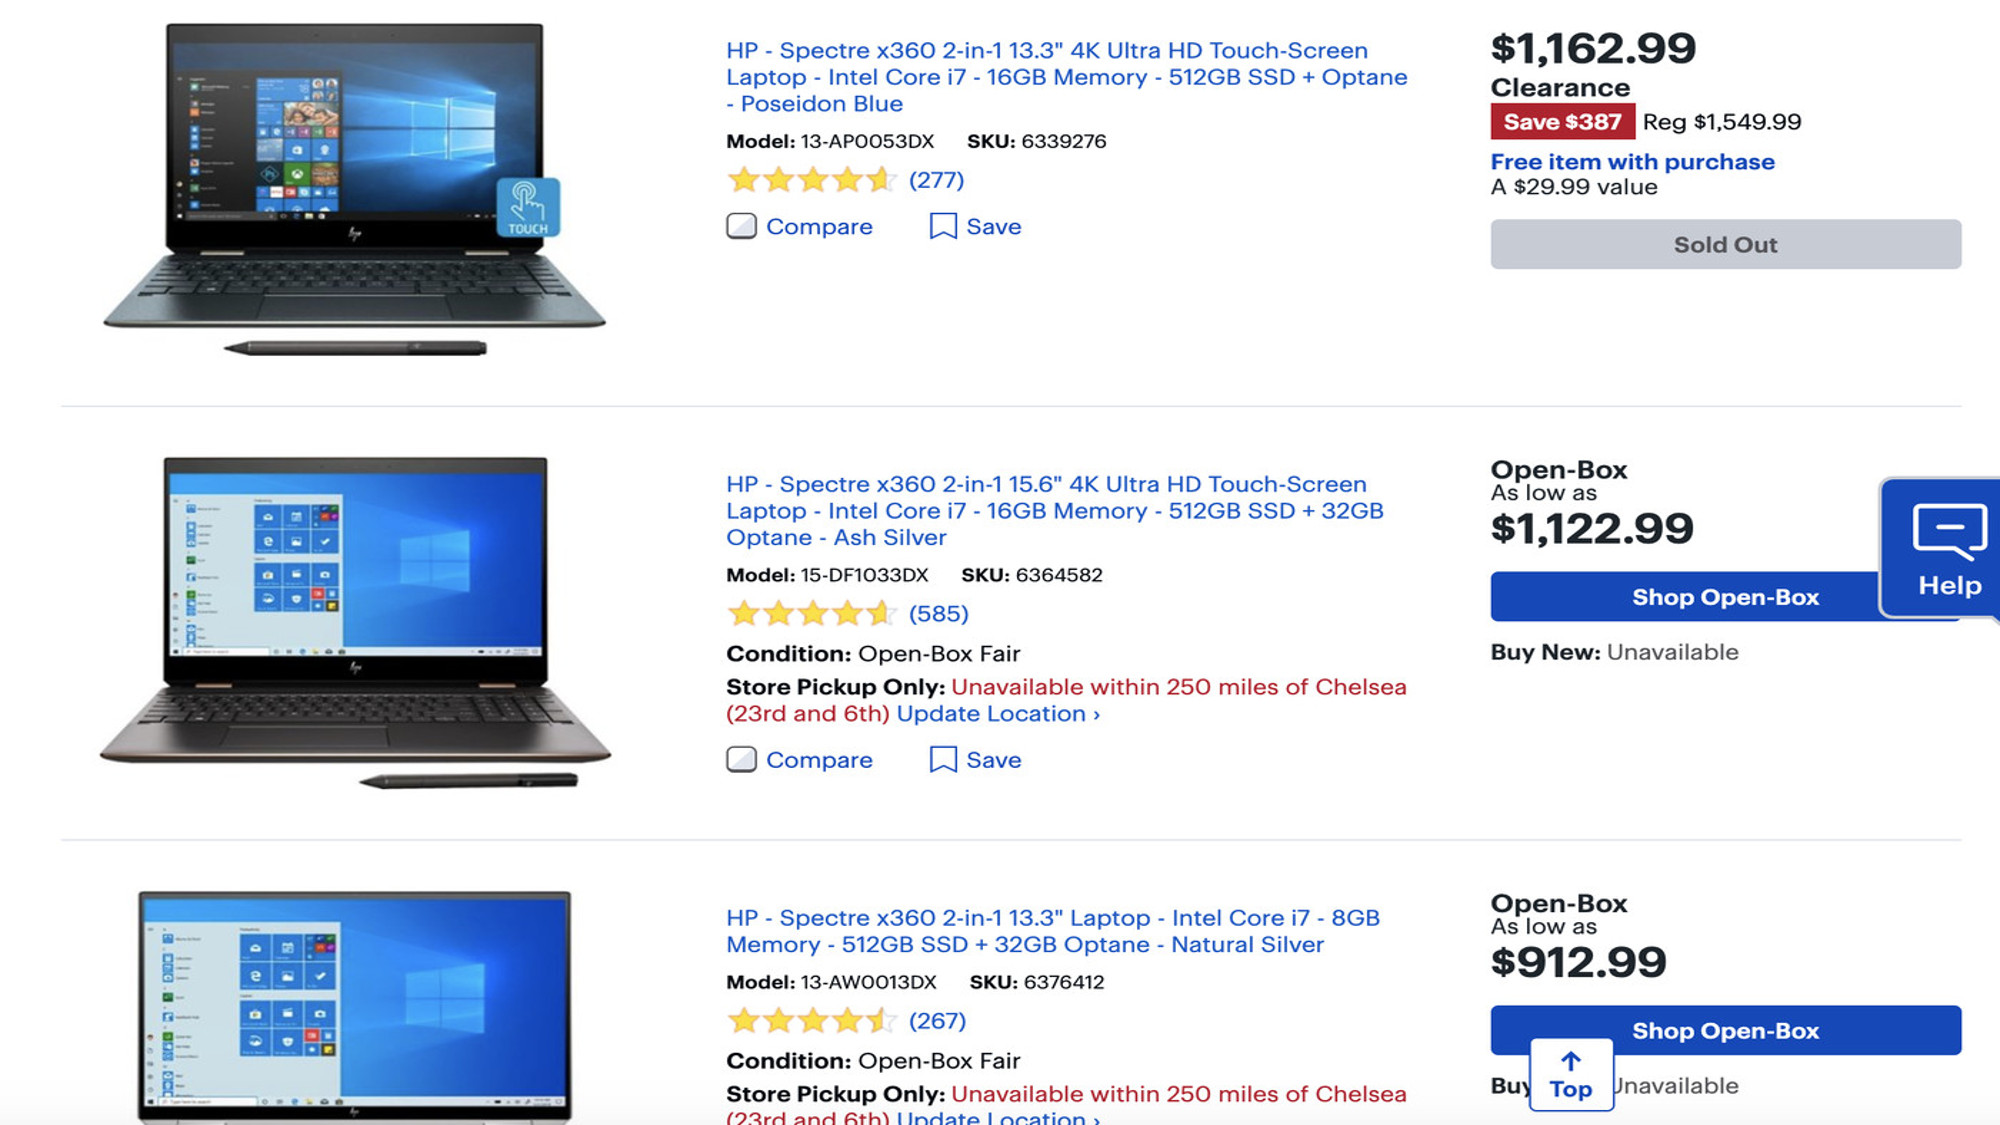 HP - Spectre x360 2-in-1 13.3" 4K Ultra HD Touch-Screen
Laptop - Intel Core i7 - 16GB Memory - 512GB SSD + Optane
- Poseidon Blue
Model: 13-AP0053DX SKU: 6339276
(277)
Compare Save
TOUCH
hp
$1,162.99
Clearance
Save $387 Reg $1,549.99
Free item with purchase
A $29.99 value
Sold Out
HP - Spectre x360 2-in-1 15.6" 4K Ultra HD Touch-Screen
Laptop - Intel Core i7 - 16GB Memory - 512GB SSD + 32GB
Optane - Ash Silver
Model: 15-DF1033DX SKU: 6364582
(585)
Condition: Open-Box Fair
Store Pickup Only: Unavailable within 250 miles of Chelsea
(23rd and 6th) Update Location ›
Compare Save
hp
Open-Box
As low as
$1,122.99
Shop Open-Box
Buy New: Unavailable
Help
HP - Spectre x360 2-in-1 13.3" Laptop - Intel Core i7 - 8GB
Memory - 512GB SSD + 32GB Optane - Natural Silver
Model: 13-AW0013DX SKU: 6376412
(267)
Condition: Open-Box Fair
Store Pickup Only: Unavailable within 250 miles of Chelsea
(23rd and 6th) Update Location ›
hp
Open-Box
As low as
$912.99
Shop Open-Box
Buy Unavailable
Top